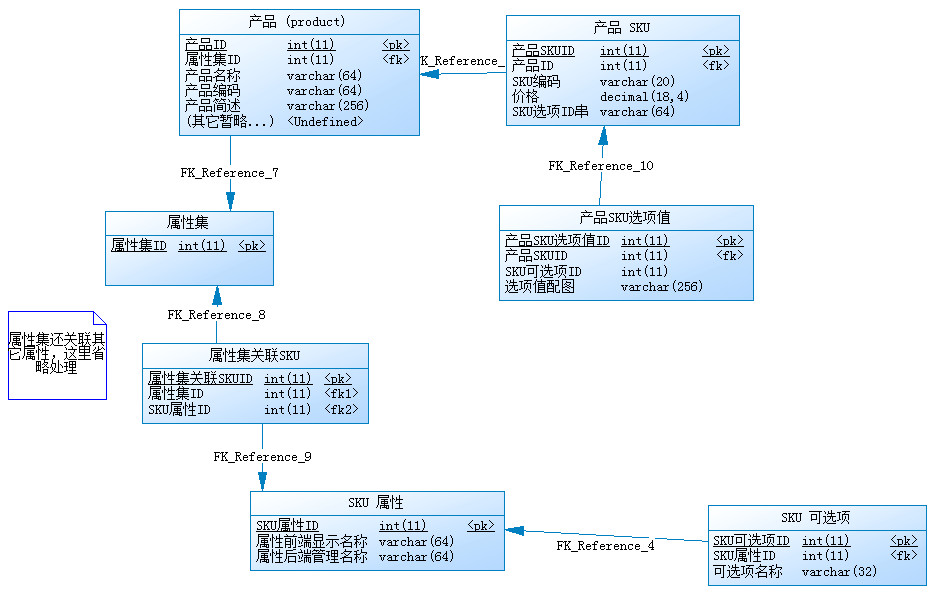 产品 (product)
产品ID int(11) <pk>
属性集ID int(11) <fk>
产品名称 varchar(64)
产品编码 varchar(64)
产品简述 varchar(256)
(其它暂略...) <Undefined>
K_Reference_
产品 SKU
产品SKUID int(11) <pk>
产品ID int(11) <fk>
SKU编码 varchar(20)
价格 decimal(18,4)
SKU选项ID串 varchar(64)
FK_Reference_7
FK_Reference_10
属性集
属性集ID int(11) <pk>
产品SKU选项值
产品SKU选项值ID int(11) <pk>
产品SKUID int(11) <fk>
SKU可选项ID int(11)
选项值配图 varchar(256)
FK_Reference_8
属性集还关联其
它属性，这里省
略处理
属性集关联SKU
属性集关联SKUID int(11) <pk>
属性集ID int(11) <fk1>
SKU属性ID int(11) <fk2>
FK_Reference_9
SKU 属性
SKU属性ID int(11) <pk>
属性前端显示名称 varchar(64)
属性后端管理名称 varchar(64)
FK_Reference_4
SKU 可选项
SKU可选项ID int(11) <pk>
SKU属性ID int(11) <fk>
可选项名称 varchar(32)